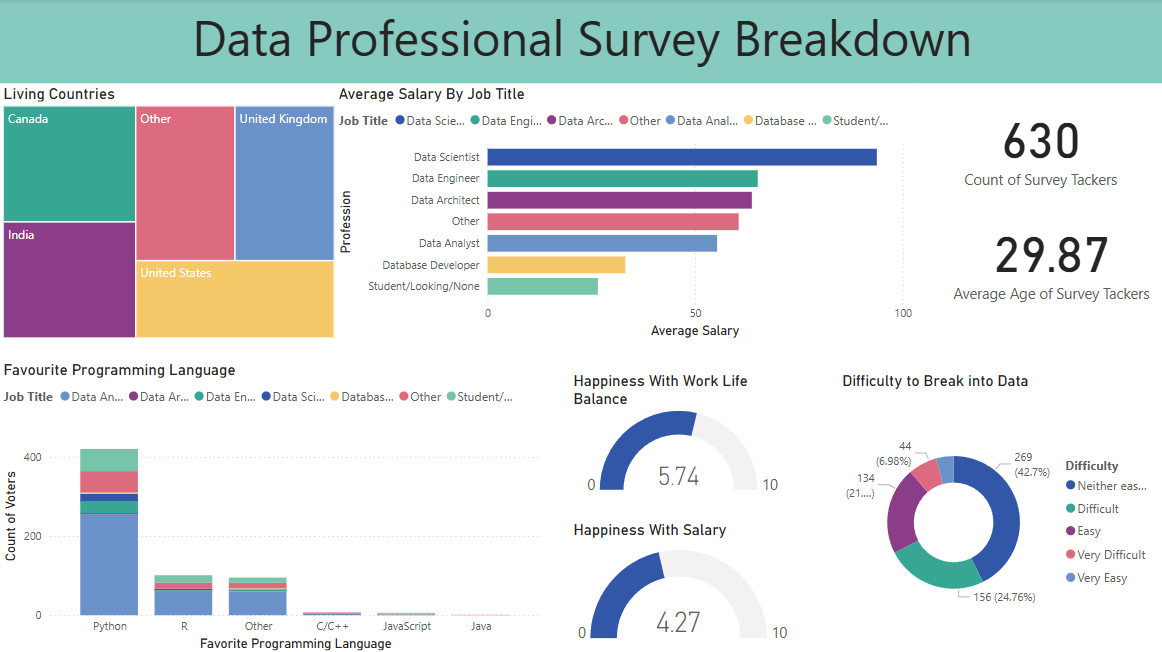 Data Professional Survey Breakdown
Living Countries
Canada
Other
United Kingdom
India
United States
Average Salary By Job Title
Job Title Data Scie... Data Engi... Data Arc... Other Data Anal... Database ... Student/...
Profession
Data Scientist
Data Engineer
Data Architect
Other
Data Analyst
Database Developer
Student/Looking/None
0 50 100
Average Salary
630
Count of Survey Tackers
29.87
Average Age of Survey Tackers
Favourite Programming Language
Job Title Data An... Data Ar... Data En... Data Sci... Databas... Other Student/...
Count of Voters
400
200
0
Python R Other C/C++ JavaScript Java
Favorite Programming Language
Happiness With Work Life
Balance
5.74
0 10
Happiness With Salary
4.27
0 10
Difficulty to Break into Data
44
(6.98%)
269
(42.7%)
134
(21....)
156 (24.76%)
Difficulty
Neither eas...
Difficult
Easy
Very Difficult
Very Easy